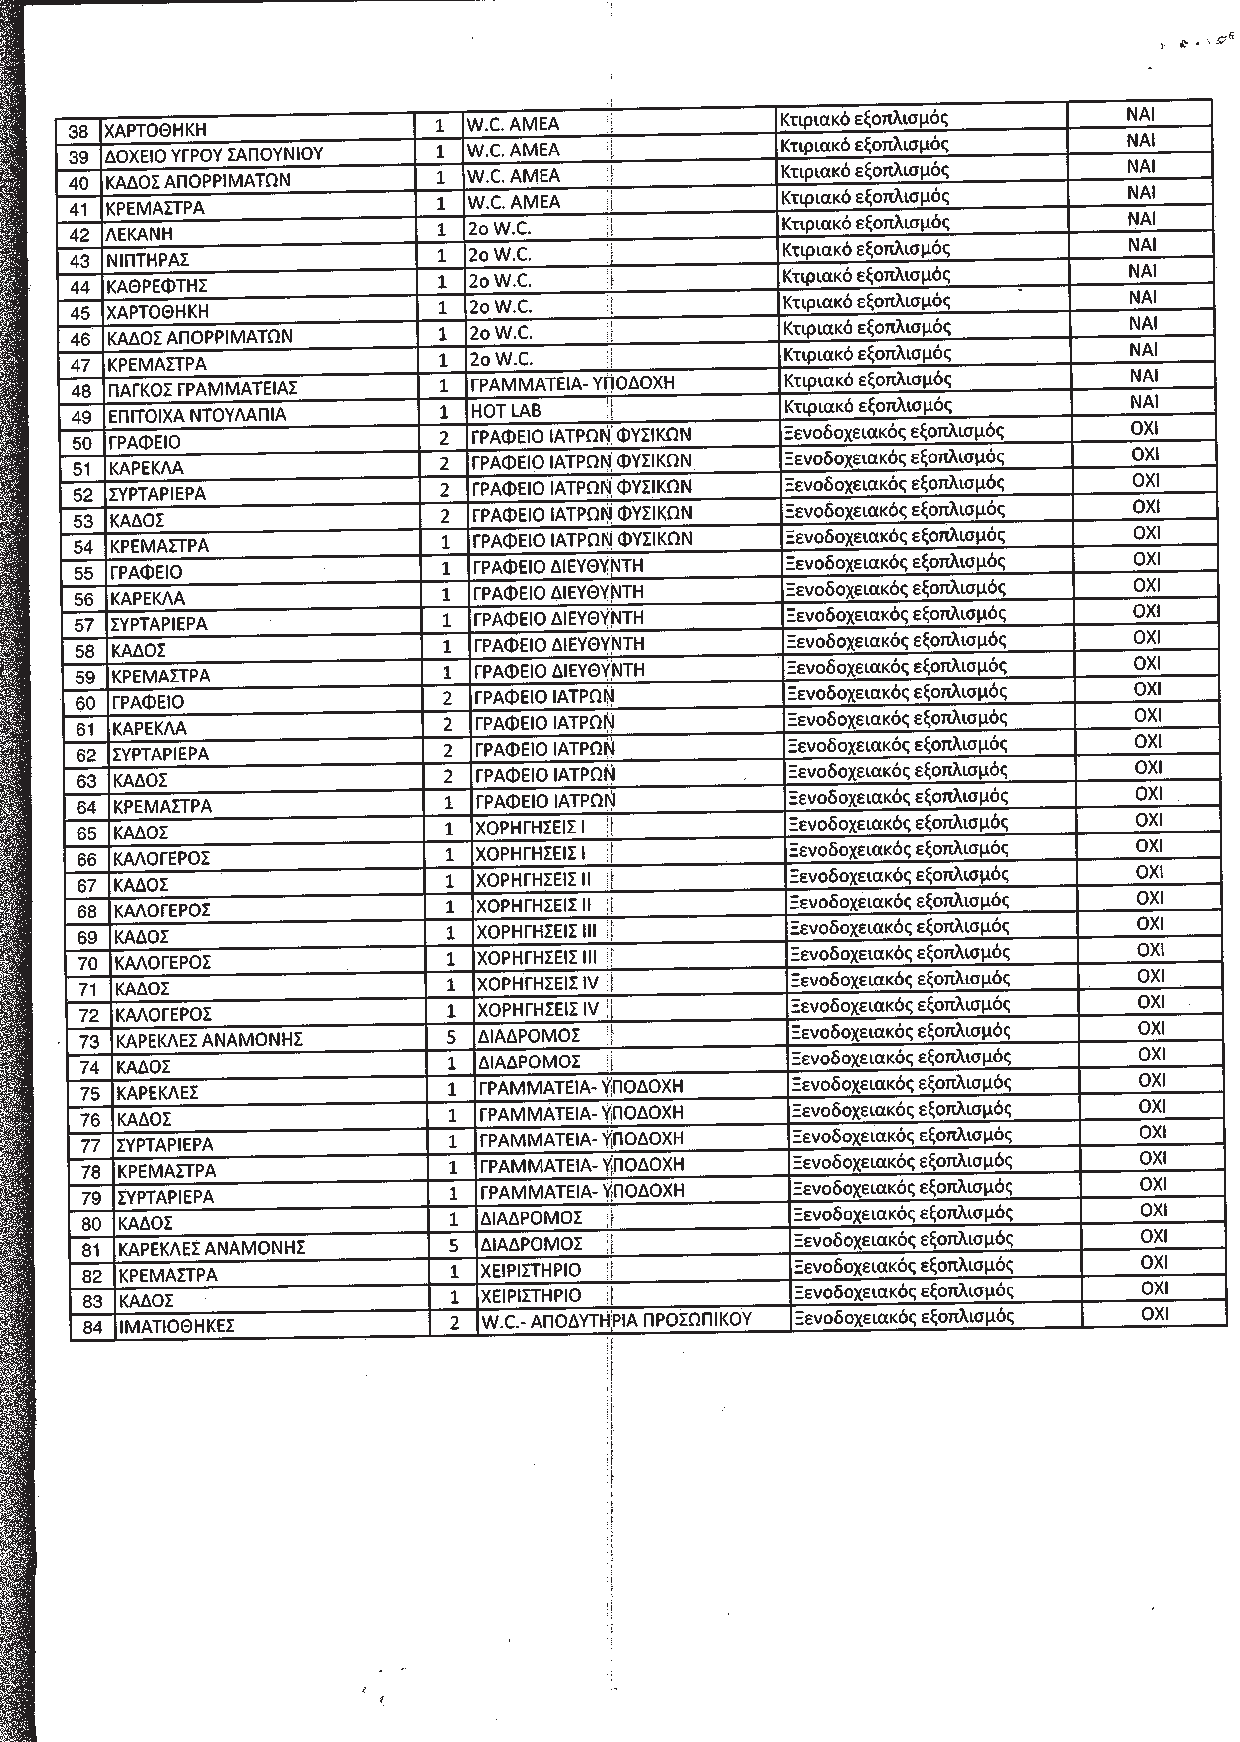 38 ΧΑΡΤΟΘΗΚΗ 1 W.C. ΑΜΕΑ Κτιριακό εξοπλισμός ΝΑΙ
39 ΔΟΧΕΙΟ ΥΓΡΟΥ ΣΑΠΟΥΝΙΟΥ 1 W.C. ΑΜΕΑ Κτιριακό εξοπλισμός ΝΑΙ
40 ΚΑΔΟΣ ΑΠΟΡΡΙΜΑΤΩΝ 1 W.C. ΑΜΕΑ Κτιριακό εξοπλισμός ΝΑΙ
41 ΚΡΕΜΑΣΤΡΑ 1 W.C. ΑΜΕΑ Κτιριακό εξοπλισμός ΝΑΙ
42 ΛΕΚΑΝΗ 1 2ο W.C. Κτιριακό εξοπλισμός ΝΑΙ
43 ΝΙΠΤΗΡΑΣ 1 2ο W.C. Κτιριακό εξοπλισμός ΝΑΙ
44 ΚΑΘΡΕΦΤΗΣ 1 2ο W.C. Κτιριακό εξοπλισμός ΝΑΙ
45 ΧΑΡΤΟΘΗΚΗ 1 2ο W.C. Κτιριακό εξοπλισμός ΝΑΙ
46 ΚΑΔΟΣ ΑΠΟΡΡΙΜΑΤΩΝ 1 2ο W.C. Κτιριακό εξοπλισμός ΝΑΙ
47 ΚΡΕΜΑΣΤΡΑ 1 2ο W.C. Κτιριακό εξοπλισμός ΝΑΙ
48 ΠΑΓΚΟΣ ΓΡΑΜΜΑΤΕΙΑΣ 1 ΓΡΑΜΜΑΤΕΙΑ- ΥΠΟΔΟΧΗ Κτιριακό εξοπλισμός ΝΑΙ
49 ΕΠΙΤΟΙΧΑ ΝΤΟΥΛΑΠΙΑ 1 HOT LAB Κτιριακό εξοπλισμός ΝΑΙ
50 ΓΡΑΦΕΙΟ 2 ΓΡΑΦΕΙΟ ΙΑΤΡΩΝ ΦΥΣΙΚΩΝ Ξενοδοχειακός εξοπλισμός ΟΧΙ
51 ΚΑΡΕΚΛΑ 2 ΓΡΑΦΕΙΟ ΙΑΤΡΩΝ ΦΥΣΙΚΩΝ Ξενοδοχειακός εξοπλισμός ΟΧΙ
52 ΣΥΡΤΑΡΙΕΡΑ 2 ΓΡΑΦΕΙΟ ΙΑΤΡΩΝ ΦΥΣΙΚΩΝ Ξενοδοχειακός εξοπλισμός ΟΧΙ
53 ΚΑΔΟΣ 2 ΓΡΑΦΕΙΟ ΙΑΤΡΩΝ ΦΥΣΙΚΩΝ Ξενοδοχειακός εξοπλισμός ΟΧΙ
54 ΚΡΕΜΑΣΤΡΑ 1 ΓΡΑΦΕΙΟ ΙΑΤΡΩΝ ΦΥΣΙΚΩΝ Ξενοδοχειακός εξοπλισμός ΟΧΙ
55 ΓΡΑΦΕΙΟ 1 ΓΡΑΦΕΙΟ ΔΙΕΥΘΥΝΤΗ Ξενοδοχειακός εξοπλισμός ΟΧΙ
56 ΚΑΡΕΚΛΑ 1 ΓΡΑΦΕΙΟ ΔΙΕΥΘΥΝΤΗ Ξενοδοχειακός εξοπλισμός ΟΧΙ
57 ΣΥΡΤΑΡΙΕΡΑ 1 ΓΡΑΦΕΙΟ ΔΙΕΥΘΥΝΤΗ Ξενοδοχειακός εξοπλισμός ΟΧΙ
58 ΚΑΔΟΣ 1 ΓΡΑΦΕΙΟ ΔΙΕΥΘΥΝΤΗ Ξενοδοχειακός εξοπλισμός ΟΧΙ
59 ΚΡΕΜΑΣΤΡΑ 1 ΓΡΑΦΕΙΟ ΔΙΕΥΘΥΝΤΗ Ξενοδοχειακός εξοπλισμός ΟΧΙ
60 ΓΡΑΦΕΙΟ 2 ΓΡΑΦΕΙΟ ΙΑΤΡΩΝ Ξενοδοχειακός εξοπλισμός ΟΧΙ
61 ΚΑΡΕΚΛΑ 2 ΓΡΑΦΕΙΟ ΙΑΤΡΩΝ Ξενοδοχειακός εξοπλισμός ΟΧΙ
62 ΣΥΡΤΑΡΙΕΡΑ 2 ΓΡΑΦΕΙΟ ΙΑΤΡΩΝ Ξενοδοχειακός εξοπλισμός ΟΧΙ
63 ΚΑΔΟΣ 2 ΓΡΑΦΕΙΟ ΙΑΤΡΩΝ Ξενοδοχειακός εξοπλισμός ΟΧΙ
64 ΚΡΕΜΑΣΤΡΑ 1 ΓΡΑΦΕΙΟ ΙΑΤΡΩΝ Ξενοδοχειακός εξοπλισμός ΟΧΙ
65 ΚΑΔΟΣ 1 ΧΟΡΗΓΗΣΕΙΣ Ι Ξενοδοχειακός εξοπλισμός ΟΧΙ
66 ΚΑΛΟΓΕΡΟΣ 1 ΧΟΡΗΓΗΣΕΙΣ Ι Ξενοδοχειακός εξοπλισμός ΟΧΙ
67 ΚΑΔΟΣ 1 ΧΟΡΗΓΗΣΕΙΣ ΙΙ Ξενοδοχειακός εξοπλισμός ΟΧΙ
68 ΚΑΛΟΓΕΡΟΣ 1 ΧΟΡΗΓΗΣΕΙΣ ΙΙ Ξενοδοχειακός εξοπλισμός ΟΧΙ
69 ΚΑΔΟΣ 1 ΧΟΡΗΓΗΣΕΙΣ ΙΙΙ Ξενοδοχειακός εξοπλισμός ΟΧΙ
70 ΚΑΛΟΓΕΡΟΣ 1 ΧΟΡΗΓΗΣΕΙΣ ΙΙΙ Ξενοδοχειακός εξοπλισμός ΟΧΙ
71 ΚΑΔΟΣ 1 ΧΟΡΗΓΗΣΕΙΣ IV Ξενοδοχειακός εξοπλισμός ΟΧΙ
72 ΚΑΛΟΓΕΡΟΣ 1 ΧΟΡΗΓΗΣΕΙΣ IV Ξενοδοχειακός εξοπλισμός ΟΧΙ
73 ΚΑΡΕΚΛΕΣ ΑΝΑΜΟΝΗΣ 5 ΔΙΑΔΡΟΜΟΣ Ξενοδοχειακός εξοπλισμός ΟΧΙ
74 ΚΑΔΟΣ 1 ΔΙΑΔΡΟΜΟΣ Ξενοδοχειακός εξοπλισμός ΟΧΙ
75 ΚΑΡΕΚΛΕΣ 1 ΓΡΑΜΜΑΤΕΙΑ- ΥΠΟΔΟΧΗ Ξενοδοχειακός εξοπλισμός ΟΧΙ
76 ΚΑΔΟΣ 1 ΓΡΑΜΜΑΤΕΙΑ- ΥΠΟΔΟΧΗ Ξενοδοχειακός εξοπλισμός ΟΧΙ
77 ΣΥΡΤΑΡΙΕΡΑ 1 ΓΡΑΜΜΑΤΕΙΑ- ΥΠΟΔΟΧΗ Ξενοδοχειακός εξοπλισμός ΟΧΙ
78 ΚΡΕΜΑΣΤΡΑ 1 ΓΡΑΜΜΑΤΕΙΑ- ΥΠΟΔΟΧΗ Ξενοδοχειακός εξοπλισμός ΟΧΙ
79 ΣΥΡΤΑΡΙΕΡΑ 1 ΓΡΑΜΜΑΤΕΙΑ- ΥΠΟΔΟΧΗ Ξενοδοχειακός εξοπλισμός ΟΧΙ
80 ΚΑΔΟΣ 1 ΔΙΑΔΡΟΜΟΣ Ξενοδοχειακός εξοπλισμός ΟΧΙ
81 ΚΑΡΕΚΛΕΣ ΑΝΑΜΟΝΗΣ 5 ΔΙΑΔΡΟΜΟΣ Ξενοδοχειακός εξοπλισμός ΟΧΙ
82 ΚΡΕΜΑΣΤΡΑ 1 ΧΕΙΡΙΣΤΗΡΙΟ Ξενοδοχειακός εξοπλισμός ΟΧΙ
83 ΚΑΔΟΣ 1 ΧΕΙΡΙΣΤΗΡΙΟ Ξενοδοχειακός εξοπλισμός ΟΧΙ
84 ΙΜΑΤΙΟΘΗΚΕΣ 2 W.C.- ΑΠΟΔΥΤΗΡΙΑ ΠΡΟΣΩΠΙΚΟΥ Ξενοδοχειακός εξοπλισμός ΟΧΙ